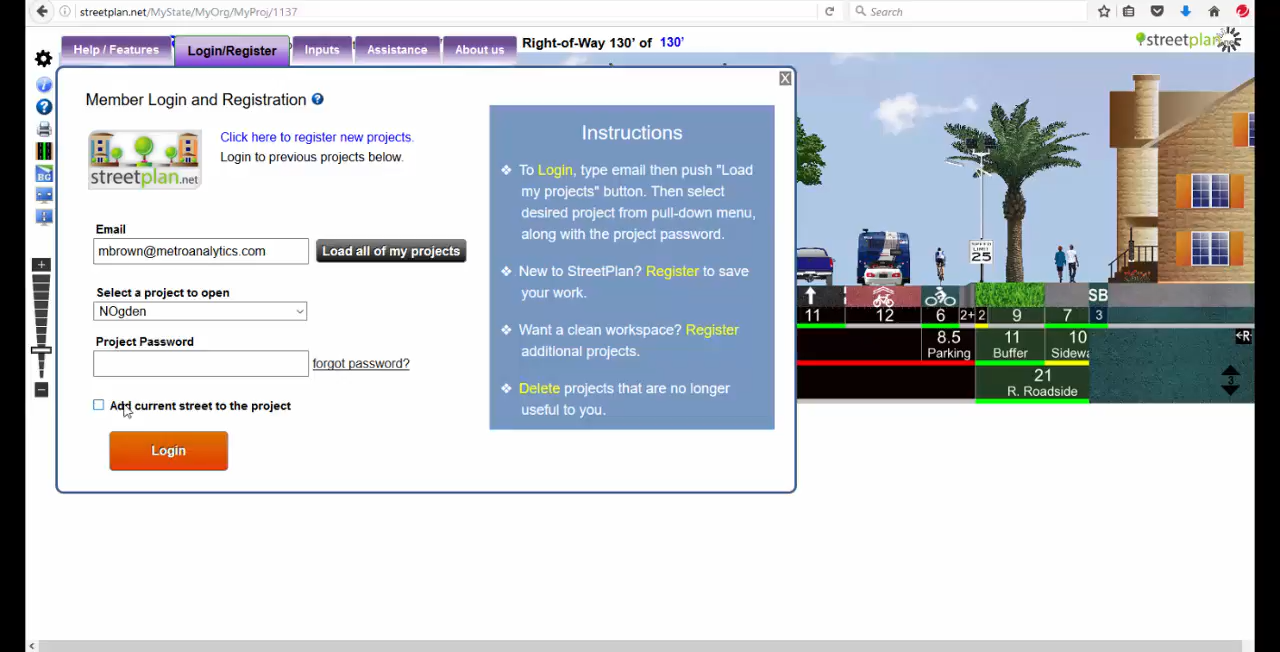 streetplan.net/MyState/MyOrg/MyProj/1137
Search
Help / Features
Login/Register
Inputs
Assistance
About us
Right-of-Way 130' of 130'
streetplan
Member Login and Registration
Click here to register new projects.
Login to previous projects below.
streetplan.net
Email
mbrown@metroanalytics.com
Load all of my projects
Select a project to open
NOgden
Project Password
forgot password?
Add current street to the project
Login
X
Instructions
❖ To Login, type email then push "Load
my projects" button. Then select
desired project from pull-down menu,
along with the project password.
❖ New to StreetPlan? Register to save
your work.
❖ Want a clean workspace? Register
additional projects.
❖ Delete projects that are no longer
useful to you.
SPEED
LIMIT
25
SB
11 12 6 2+ 2 9 7 3
8.5 11
Parking Buffer Sidew
21
R. Roadside
R
3
BG